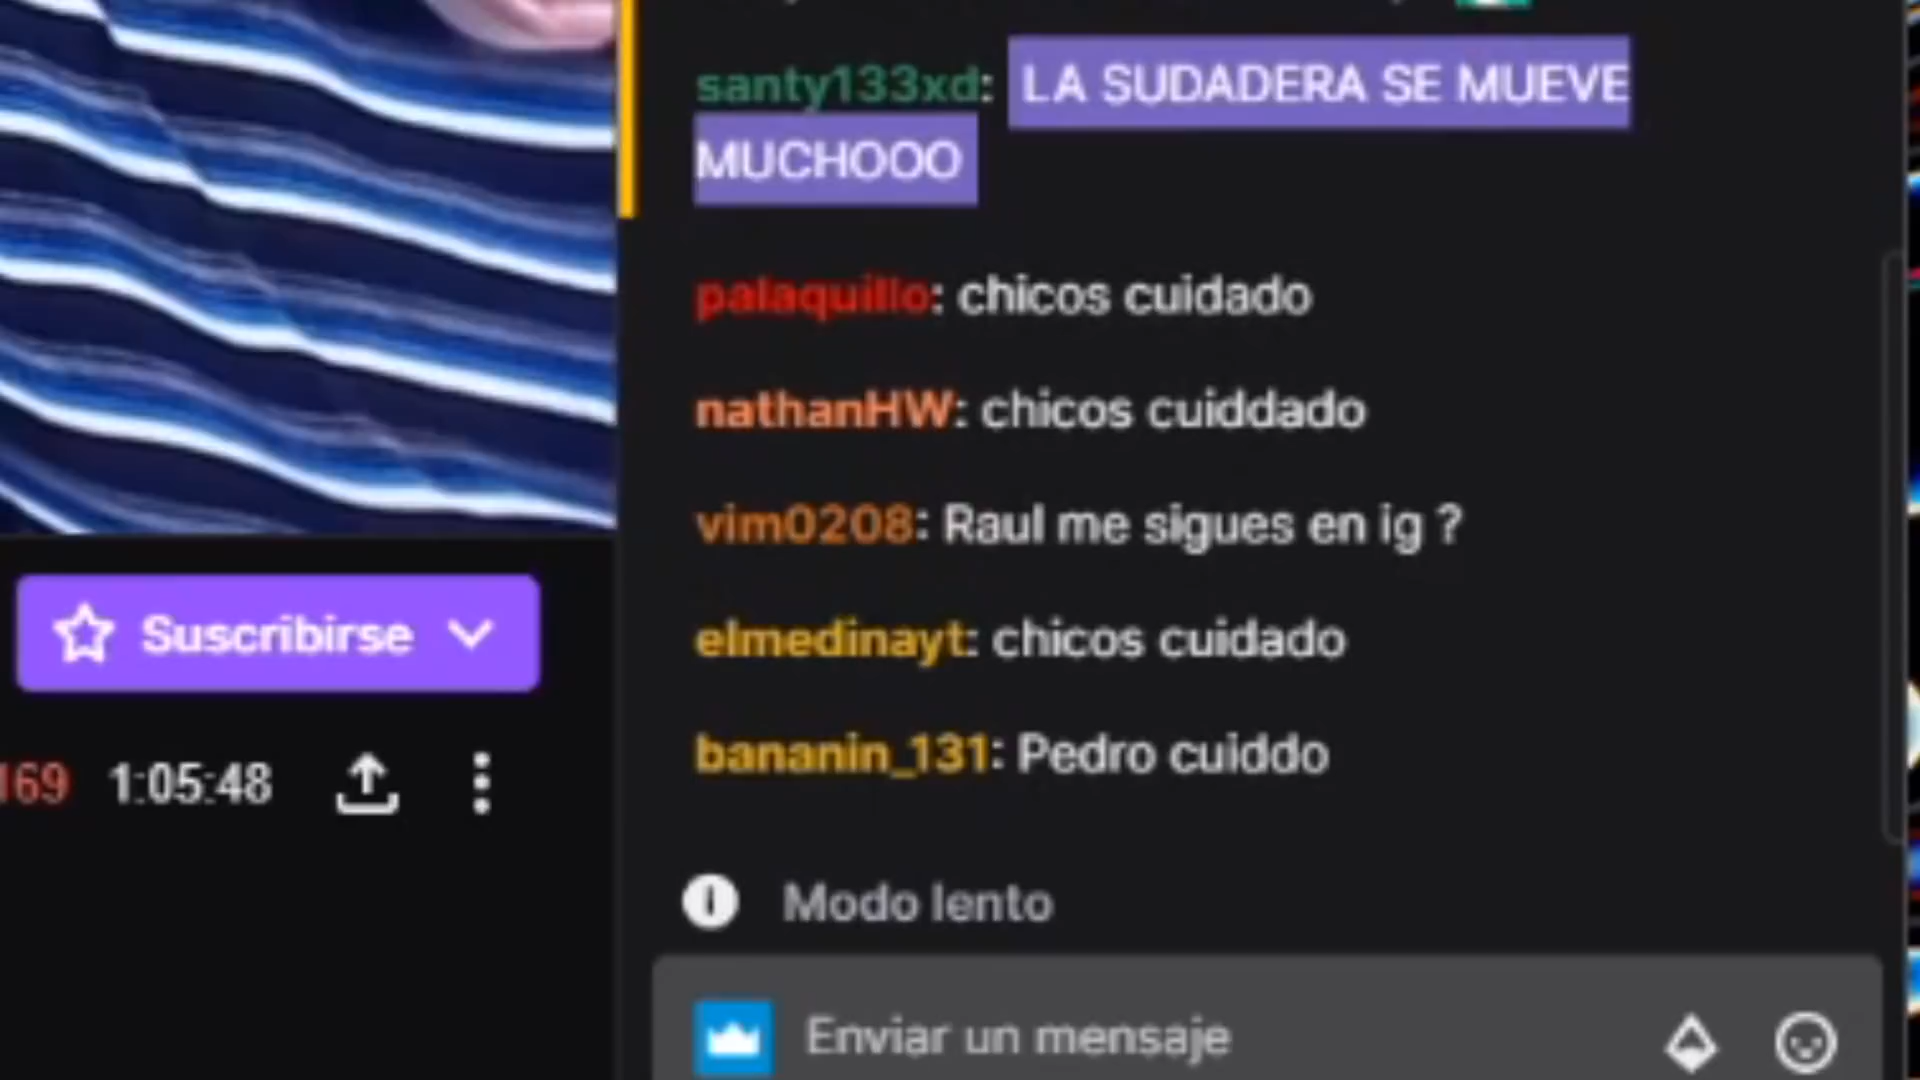 santy133xd: LA SUDADERA SE MUEVE
MUCHOOO
palaquillo: chicos cuidado
nathanHW: chicos cuiddado
vim0208: Raul me sigues en ig ?
elmedinayt: chicos cuidado
Suscribirse
bananin_131: Pedro cuiddo
169 1:05:48
Modo lento
Enviar un mensaje